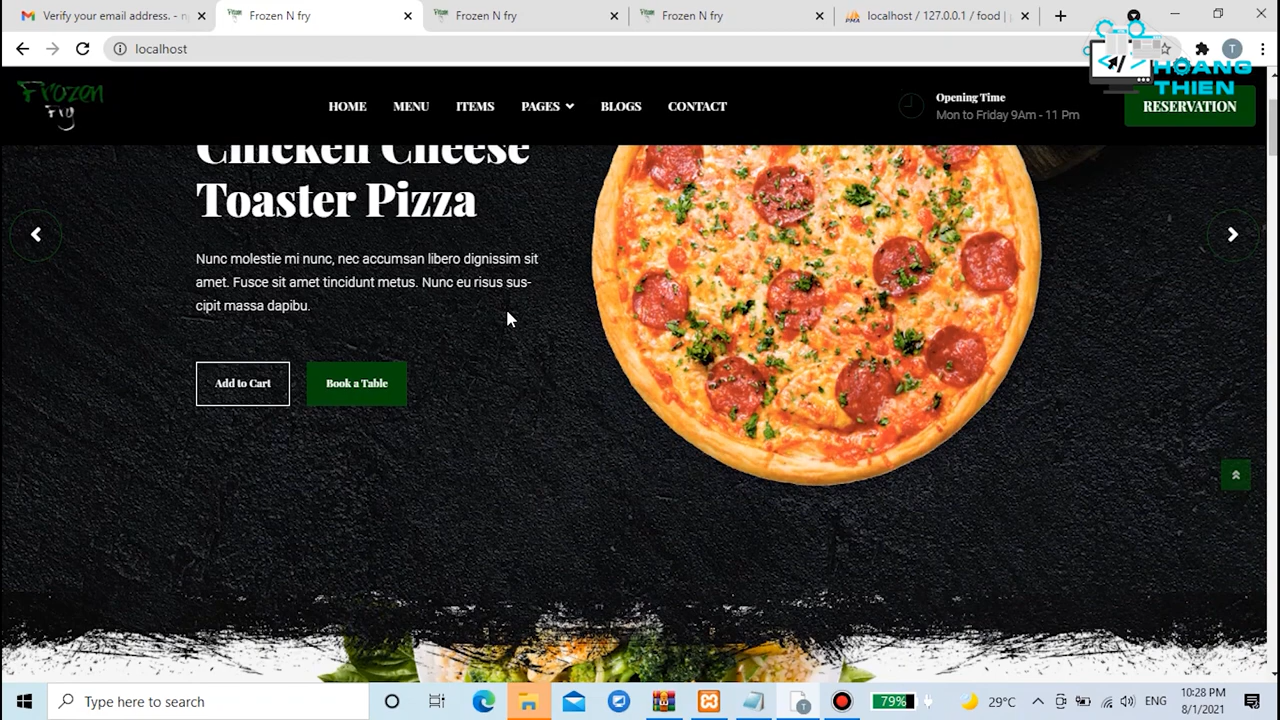 Verify your email address. - n
Frozen N fry
Frozen N fry
Frozen N fry
localhost / 127.0.0.1 / food | p
localhost
T
Frozen
Fry
HOME
MENU
ITEMS
PAGES
BLOGS
CONTACT
Opening Time
Mon to Friday 9Am - 11 Pm
HOANG
THIEN
RESERVATION
Chicken Cheese
Toaster Pizza
Nunc molestie mi nunc, nec accumsan libero dignissim sit
amet. Fusce sit amet tincidunt metus. Nunc eu risus sus-
cipit massa dapibu.
Add to Cart
Book a Table
Type here to search
79%
29°C
ENG
10:28 PM
8/1/2021